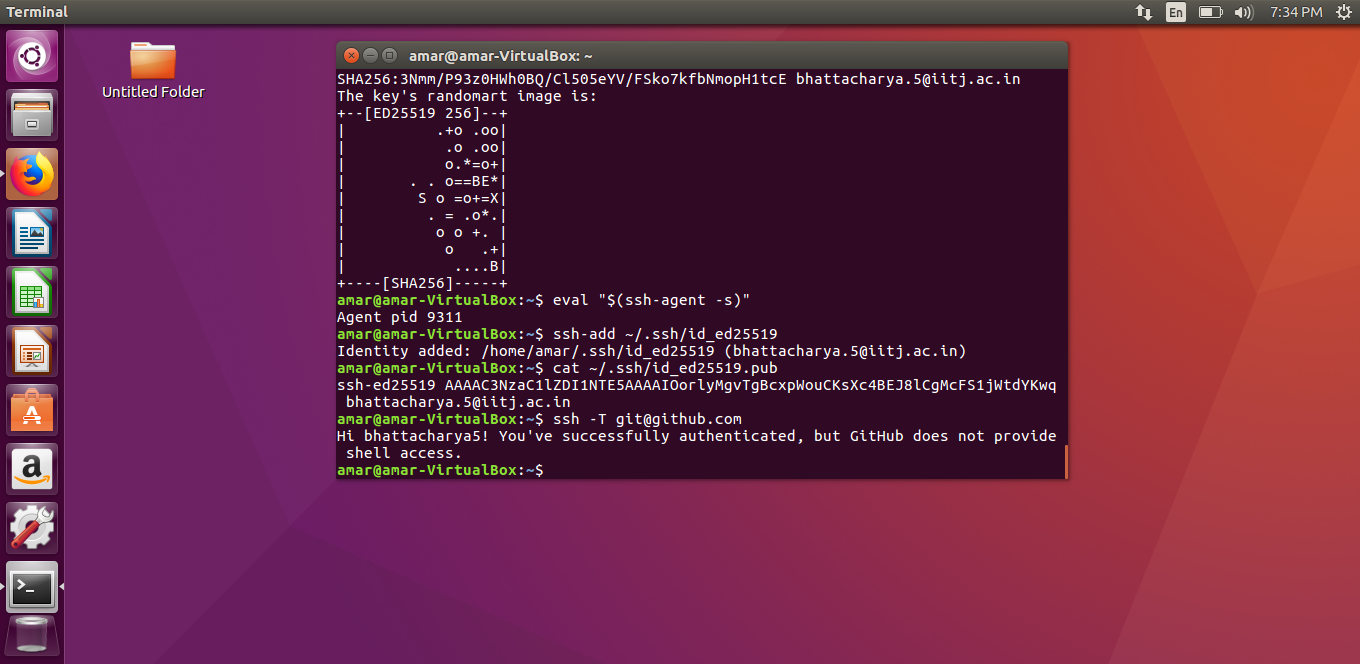 Terminal
En
7:34 PM
Untitled Folder
amar@amar-VirtualBox: ~
SHA256:3Nmm/P93z0HWh0BQ/Cl505eYV/FSko7kfbNmopH1tcE bhattacharya.5@iitj.ac.in
The key's randomart image is:
+--[ED25519 256]--+
|          .+o .oo|
|           .o .oo|
|           o.*=o+|
|       . . o==BE*|
|        S o =o+=X|
|         . = .o*.|
|          o o +. |
|           o   .+|
|            ....B|
+----[SHA256]-----+
amar@amar-VirtualBox:~$ eval "$(ssh-agent -s)"
Agent pid 9311
amar@amar-VirtualBox:~$ ssh-add ~/.ssh/id_ed25519
Identity added: /home/amar/.ssh/id_ed25519 (bhattacharya.5@iitj.ac.in)
amar@amar-VirtualBox:~$ cat ~/.ssh/id_ed25519.pub
ssh-ed25519 AAAAC3NzaC1lZDI1NTE5AAAAIOorlyMgvTgBcxpWouCKsXc4BEJ8lCgMcFS1jWtdYKwq
bhattacharya.5@iitj.ac.in
amar@amar-VirtualBox:~$ ssh -T git@github.com
Hi bhattacharya5! You've successfully authenticated, but GitHub does not provide
shell access.
amar@amar-VirtualBox:~$